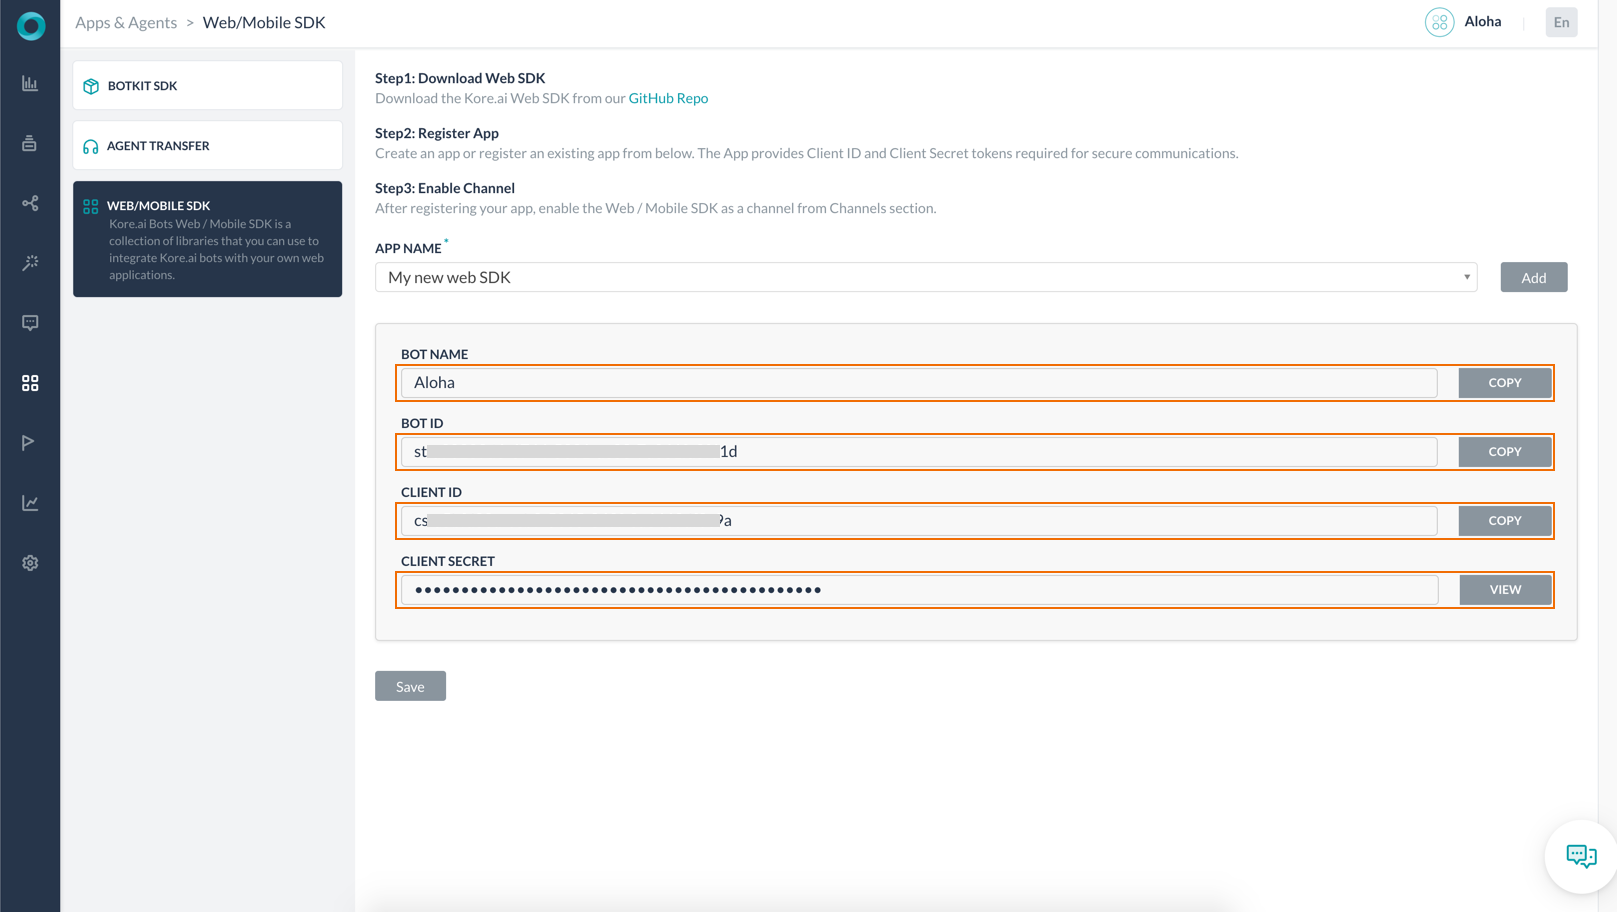 Apps & Agents > Web/Mobile SDK
Aloha
En
BOTKIT SDK
AGENT TRANSFER
WEB/MOBILE SDK
Kore.ai Bots Web / Mobile SDK is a
collection of libraries that you can use to
integrate Kore.ai bots with your own web
applications.
Step1: Download Web SDK
Download the Kore.ai Web SDK from our GitHub Repo
Step2: Register App
Create an app or register an existing app from below. The App provides Client ID and Client Secret tokens required for secure communications.
Step3: Enable Channel
After registering your app, enable the Web / Mobile SDK as a channel from Channels section.
APP NAME*
My new web SDK
Add
BOT NAME
Aloha
COPY
BOT ID
st 1d
COPY
CLIENT ID
cs a
COPY
CLIENT SECRET
VIEW
Save